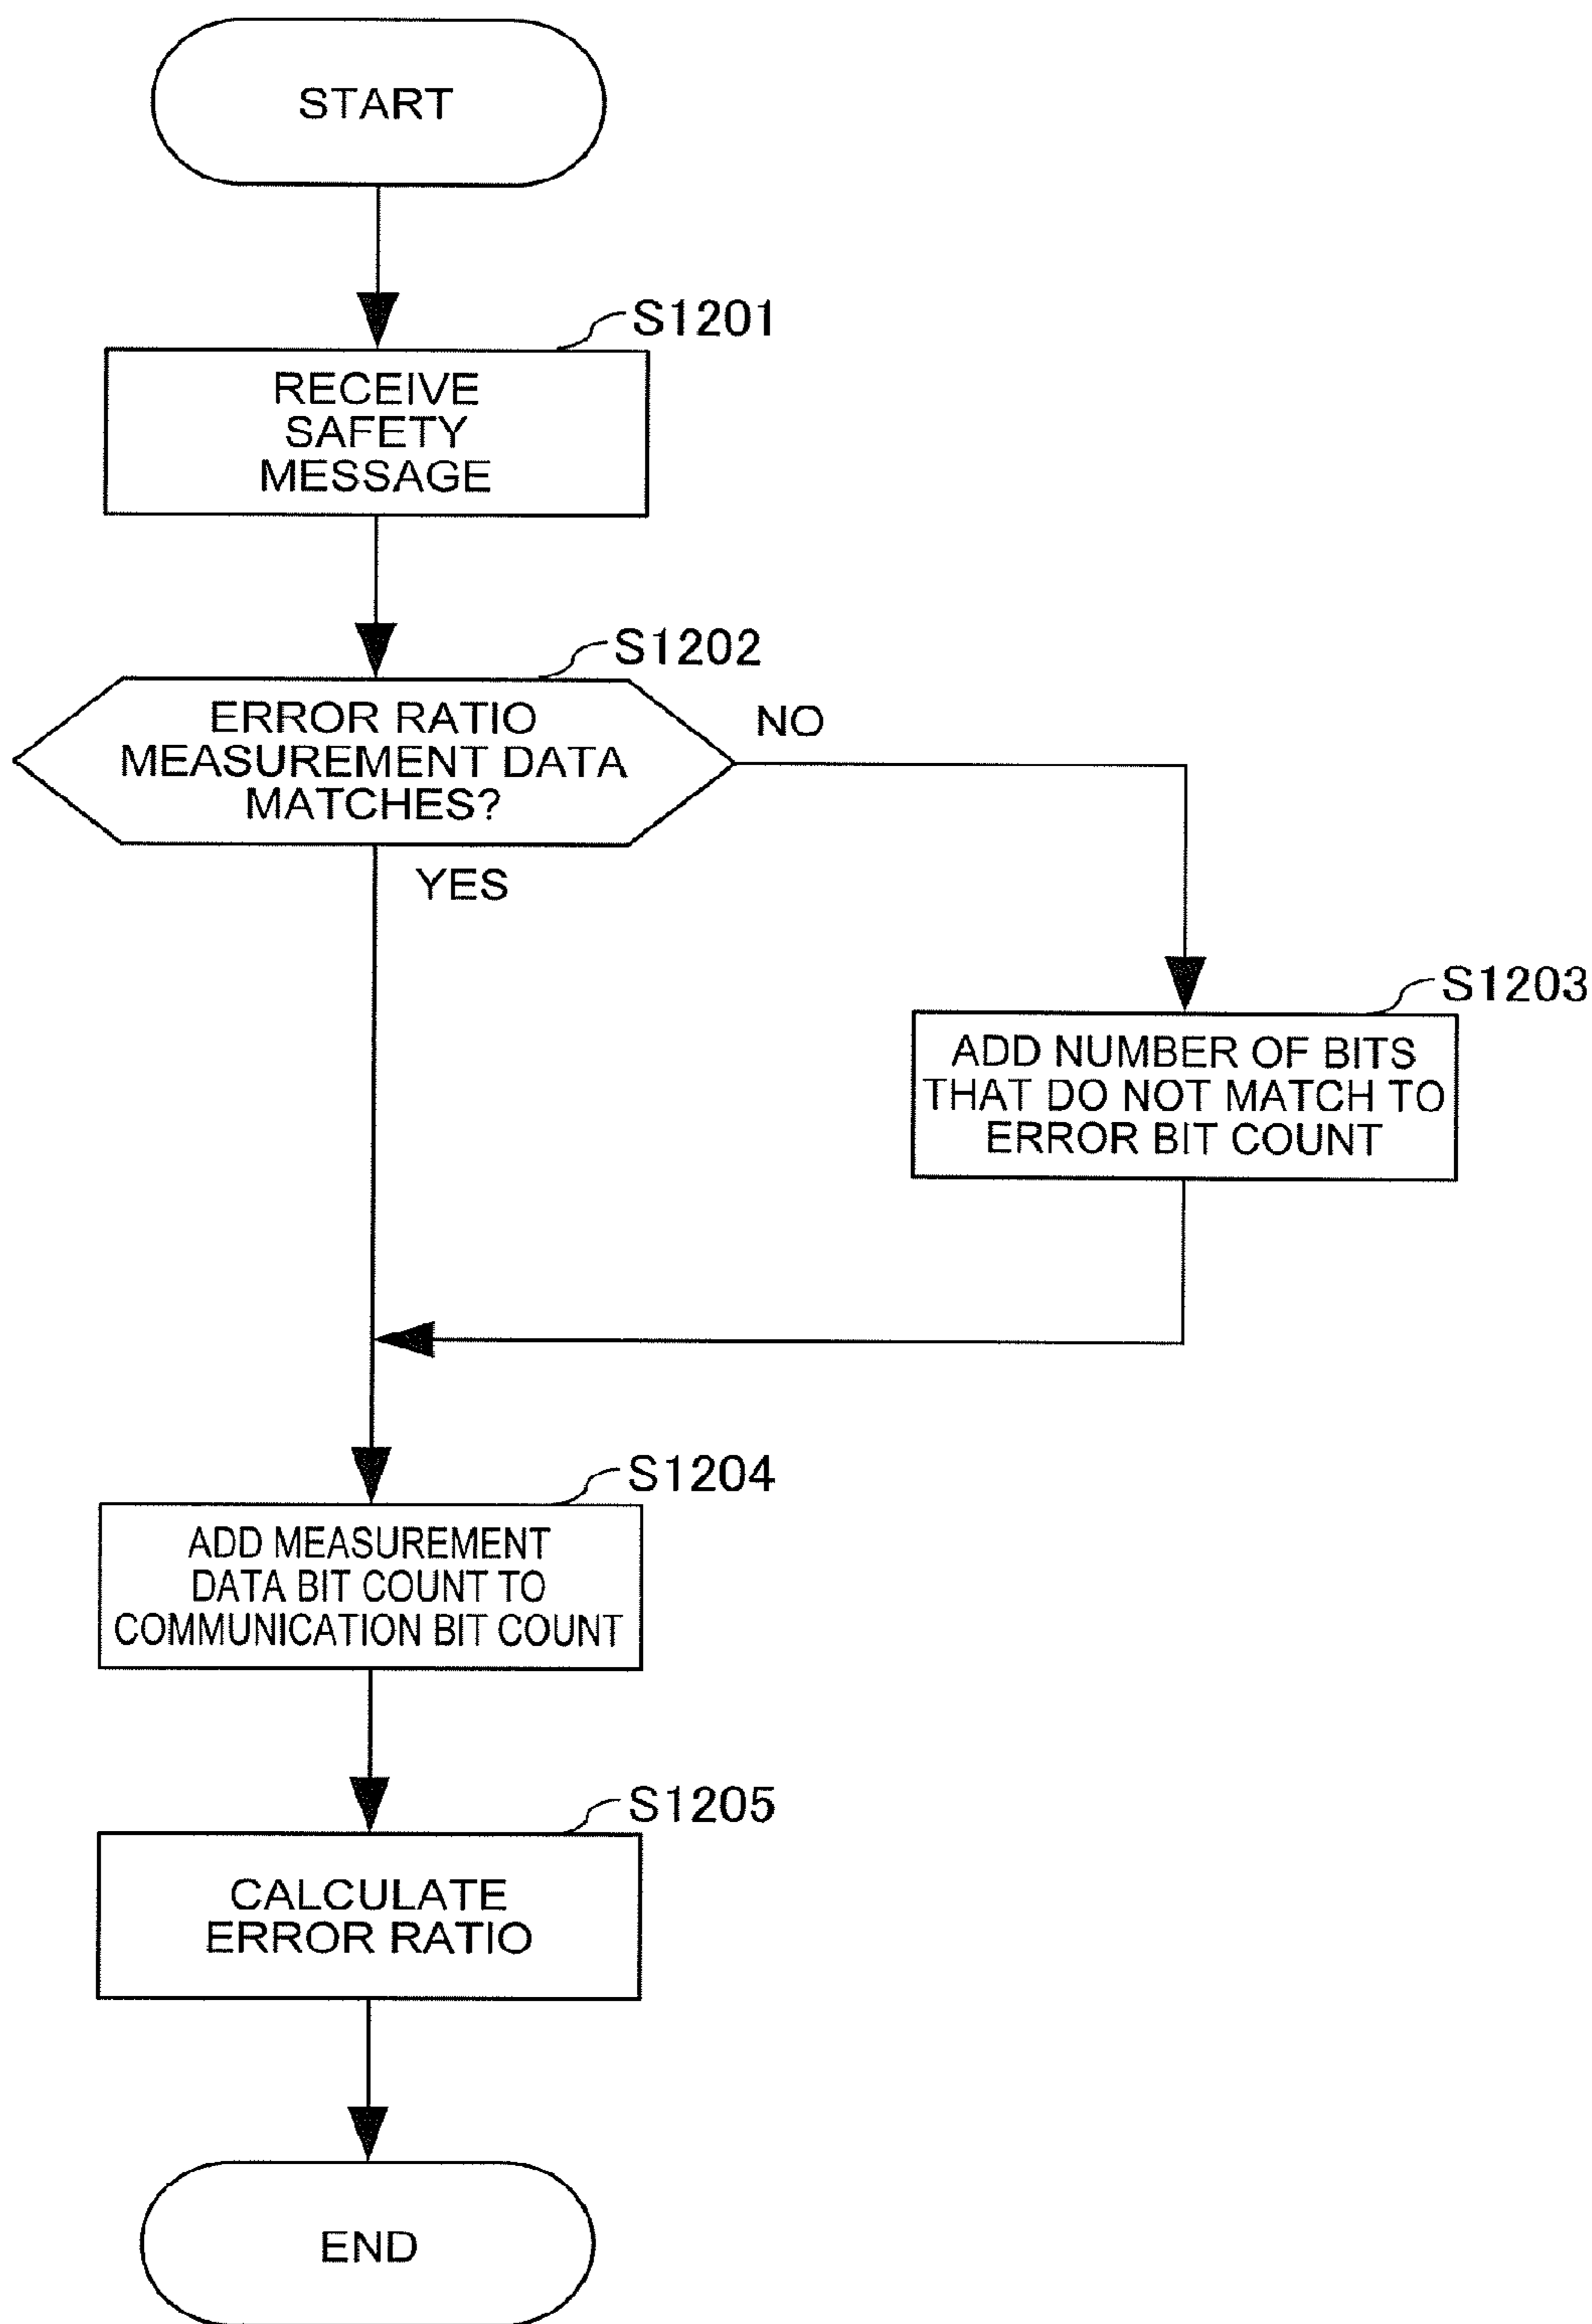 START
S1201
RECEIVE
SAFETY
MESSAGE
S1202
ERROR RATIO
MEASUREMENT DATA
MATCHES?
NO
YES
S1203
ADD NUMBER OF BITS
THAT DO NOT MATCH TO
ERROR BIT COUNT
S1204
ADD MEASUREMENT
DATA BIT COUNT TO
COMMUNICATION BIT COUNT
S1205
CALCULATE
ERROR RATIO
END